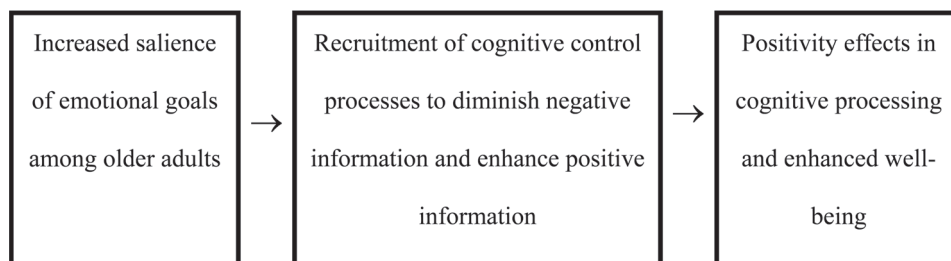 Increased salience
of emotional goals
among older adults
→
Recruitment of cognitive control
processes to diminish negative
information and enhance positive
information
→
Positivity effects in
cognitive processing
and enhanced well-
being